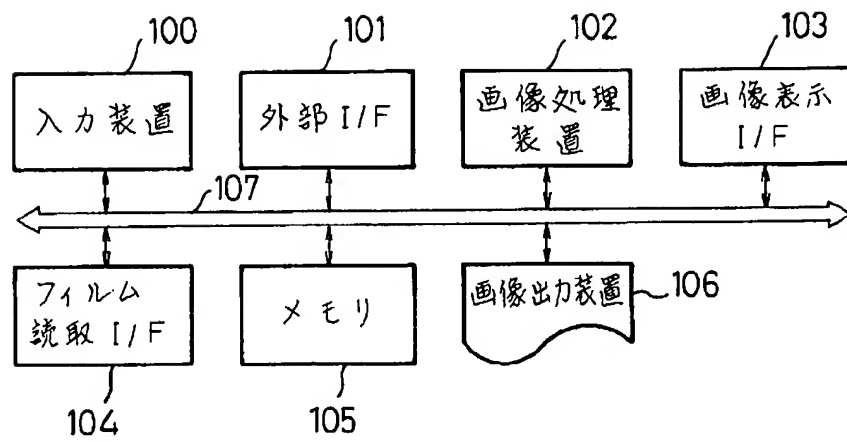 100
101
102
103
入力装置
外部 I/F
画像処理
装置
画像表示
I/F
107
フィルム
読取 I/F
メモリ
画像出力装置
106
104
105